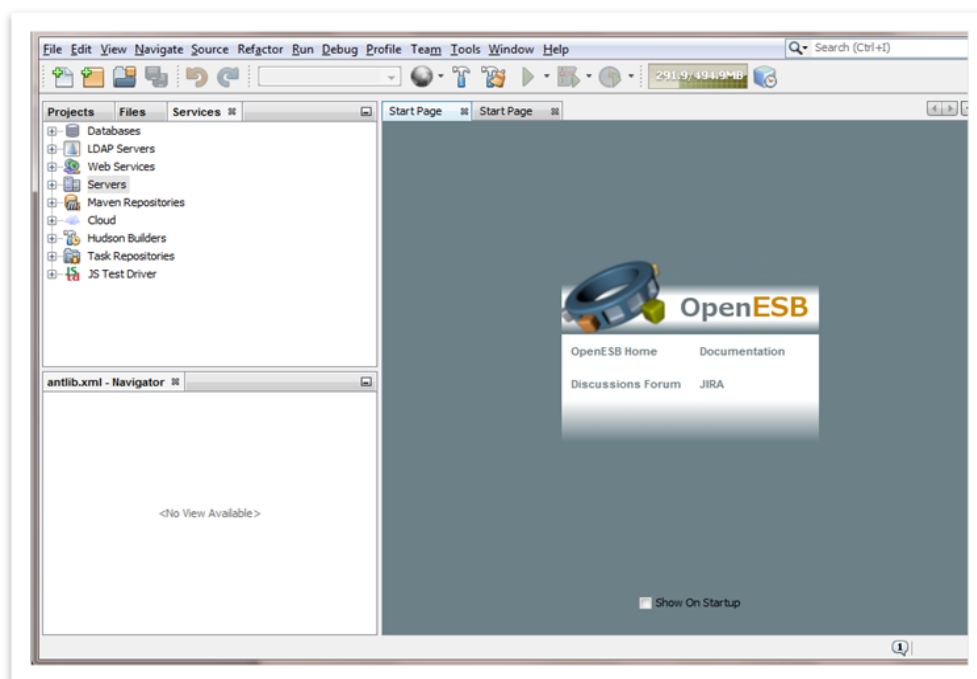 File Edit View Navigate Source Refactor Run Debug Profile Team Tools Window Help
Search (Ctrl+I)
291.9/494.9MB
Projects Files Services
Start Page Start Page
Databases
LDAP Servers
Web Services
Servers
Maven Repositories
Cloud
Hudson Builders
Task Repositories
JS Test Driver
OpenESB
OpenESB Home Documentation
Discussions Forum JIRA
antlib.xml - Navigator
<No View Available>
Show On Startup
1